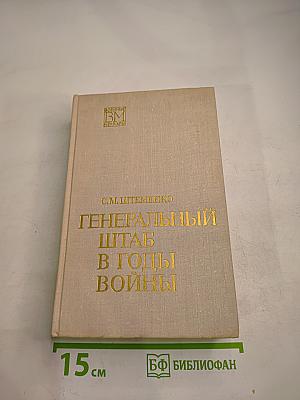 ВМ
С.М. ШТЕМЕНКО
ГЕНЕРАЛЬНЫЙ
ШТАБ
В ГОДЫ
ВОЙНЫ
15 см
БФ БИБЛИОФАН